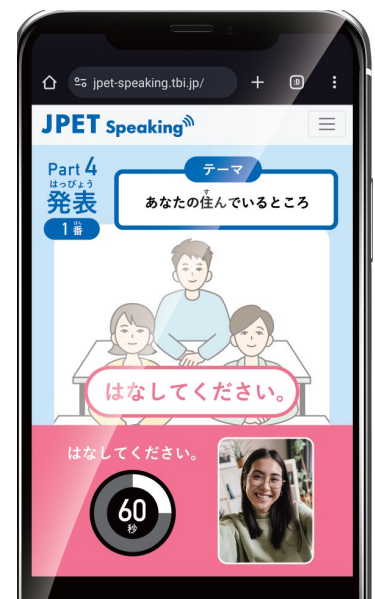 jpet-speaking.tbi.jp/
:D
JPET Speaking
Part 4
はっぴょう
発表
1番
ばん
テーマ
す
あなたの住んでいるところ
はなしてください。
はなしてください。
60
秒